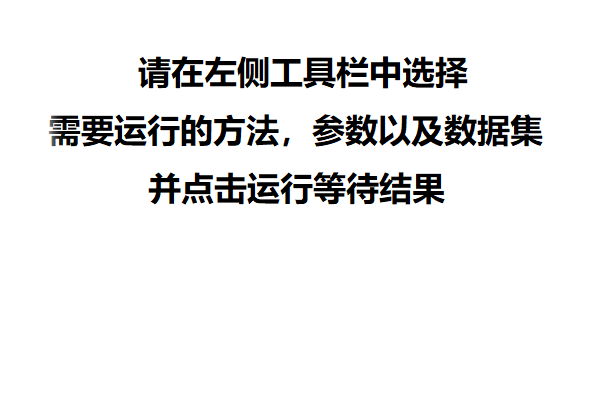 请在左侧工具栏中选择
需要运行的方法，参数以及数据集
并点击运行等待结果